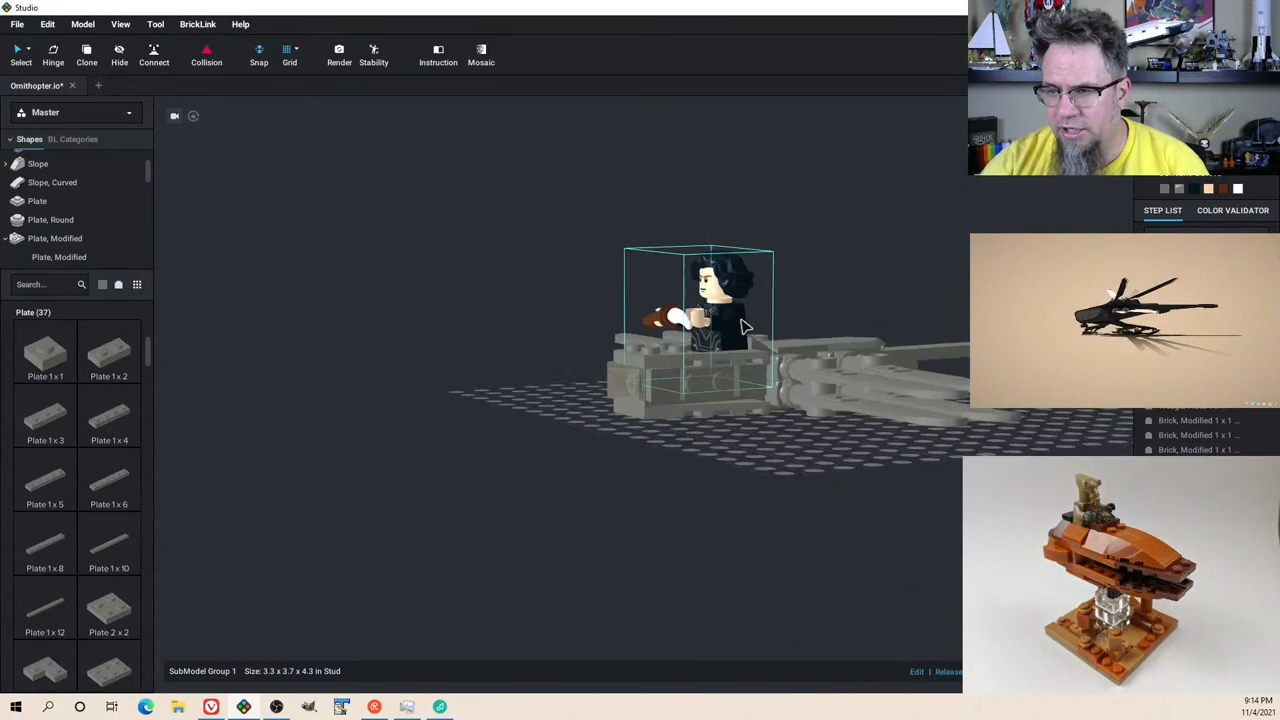 Studio
File Edit Model View Tool BrickLink Help
Select Hinge Clone Hide Connect Collision Snap Grid Render Stability Instruction Mosaic
Ornithopter.io*
Master
Shapes BL Categories
Slope
Slope, Curved
Plate
Plate, Round
Plate, Modified
Plate, Modified
Search...
Plate (37)
Plate 1 x 1 Plate 1 x 2
Plate 1 x 3 Plate 1 x 4
Plate 1 x 5 Plate 1 x 6
Plate 1 x 8 Plate 1 x 10
Plate 1 x 12 Plate 2 x 2
STEP LIST COLOR VALIDATOR
Brick, Modified 1 x 1 ...
Brick, Modified 1 x 1 ...
Brick, Modified 1 x 1 ...
SubModel Group 1 Size: 3.3 x 3.7 x 4.3 in Stud
Edit Release
9:14 PM
11/4/2021